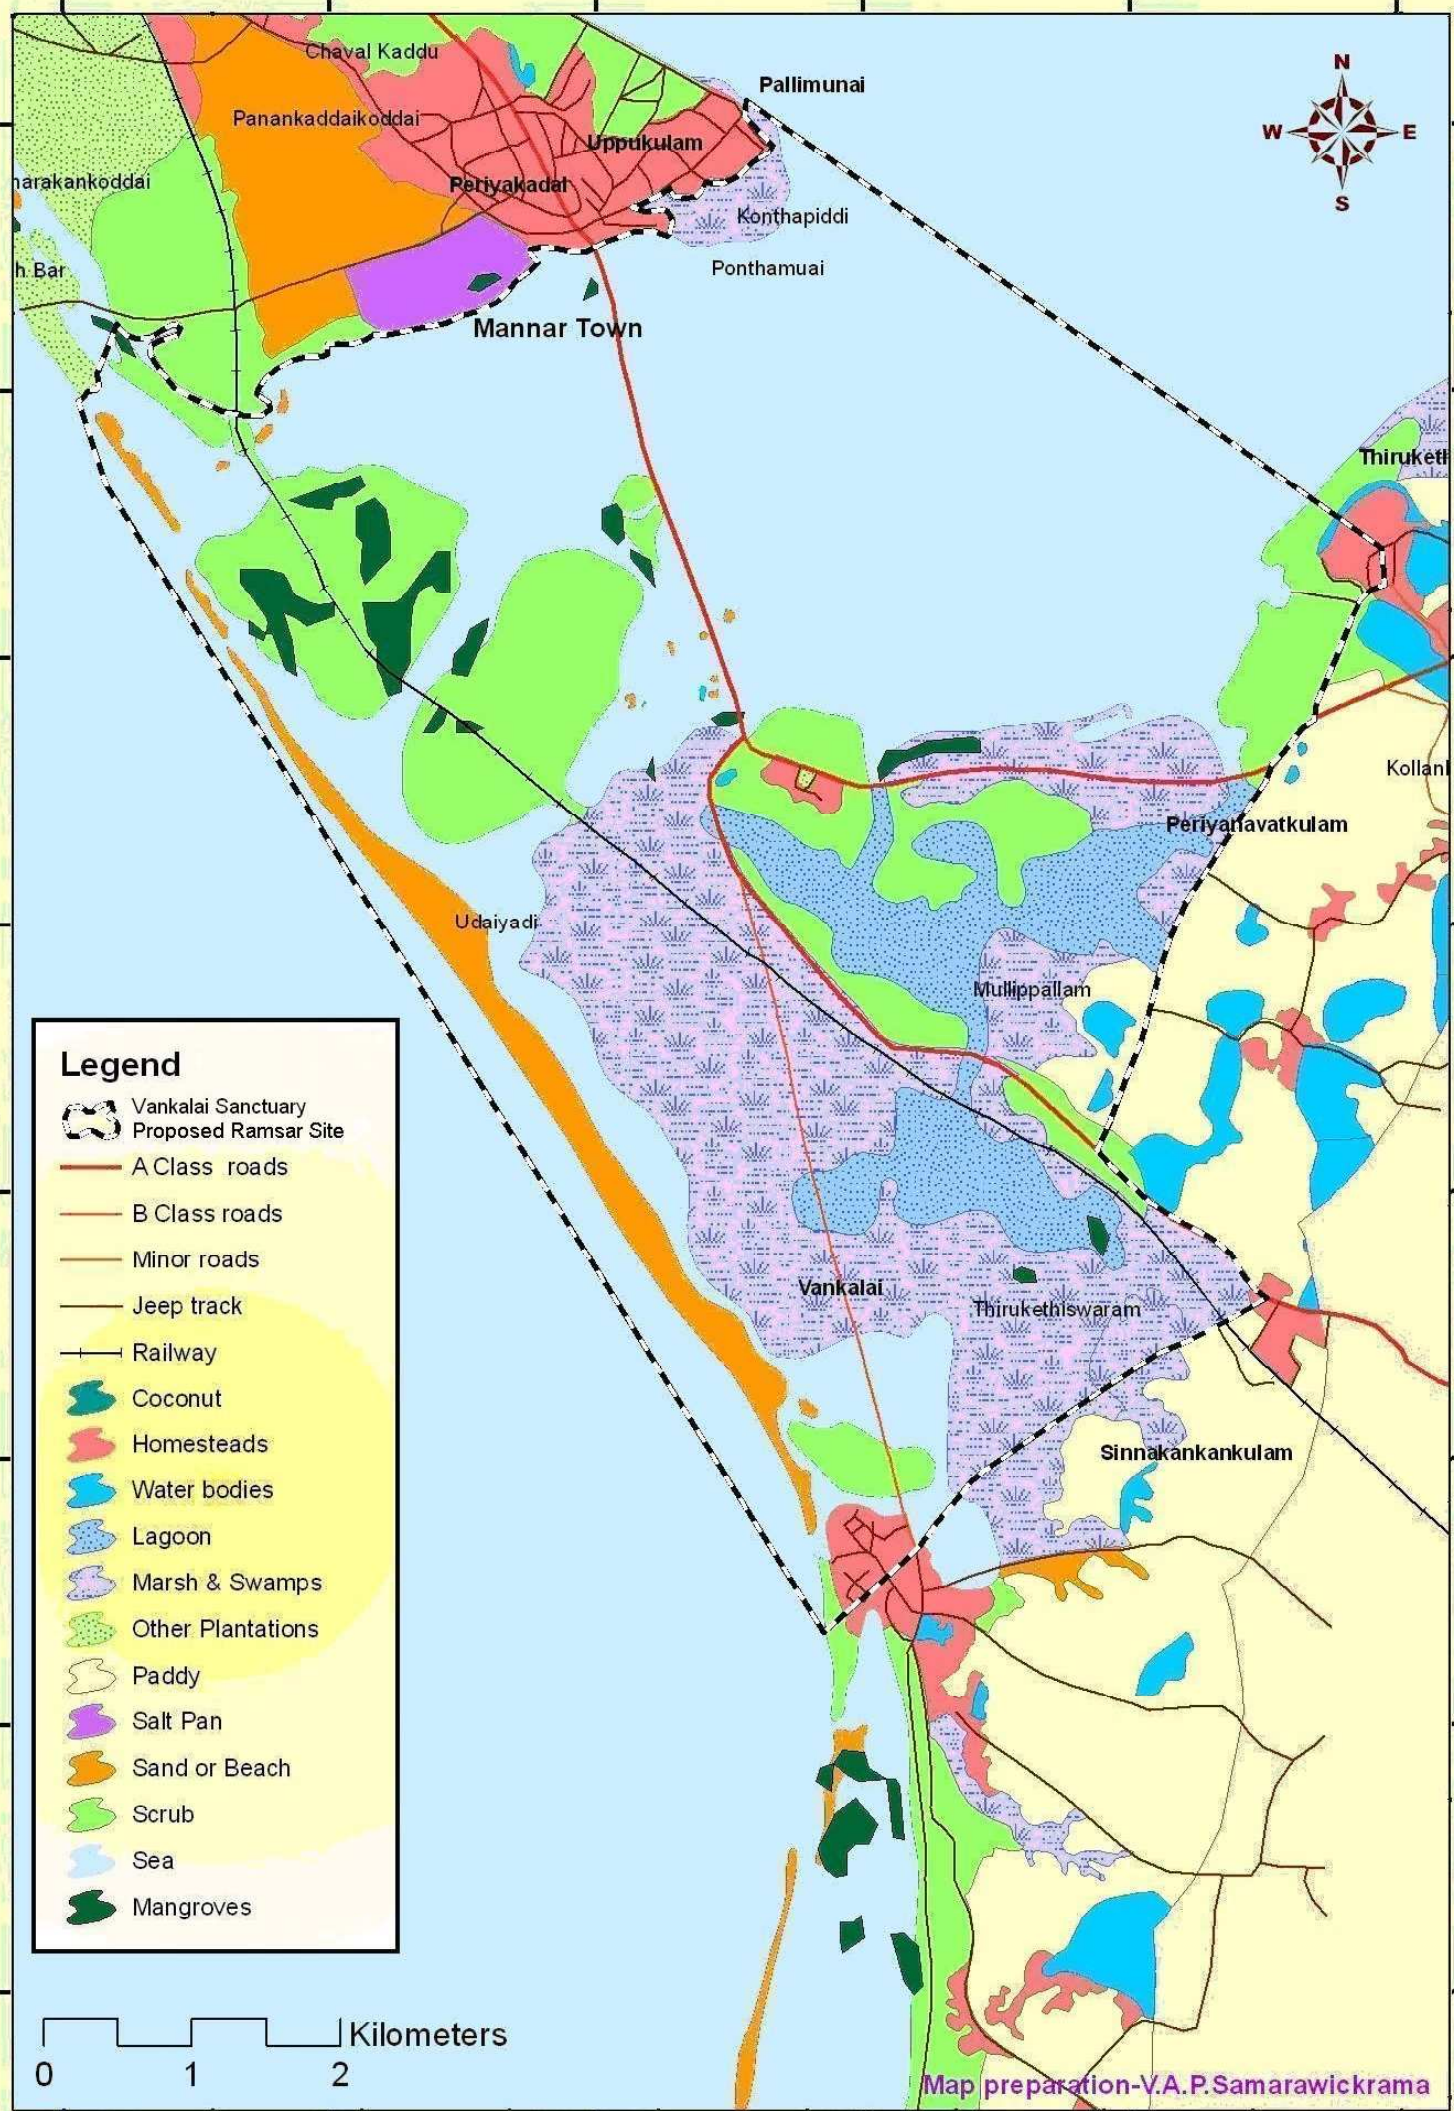 Chaval Kaddu
Pallimunai
Panankaddaikoddai
Uppukulam
narakankoddai
Periyakadal
Konthapiddi
h Bar
Ponthamuai
Mannar Town
N
W
E
S
Thiruketh
Kollanl
Periyanavatkulam
Udaiyadi
Mullippallam
Vankalai
Thirukethiswaram
Sinnakankankulam
Legend
Vankalai Sanctuary
Proposed Ramsar Site
A Class roads
B Class roads
Minor roads
Jeep track
Railway
Coconut
Homesteads
Water bodies
Lagoon
Marsh & Swamps
Other Plantations
Paddy
Salt Pan
Sand or Beach
Scrub
Sea
Mangroves
Kilometers
0 1 2
Map preparation-V.A.P.Samarawickrama